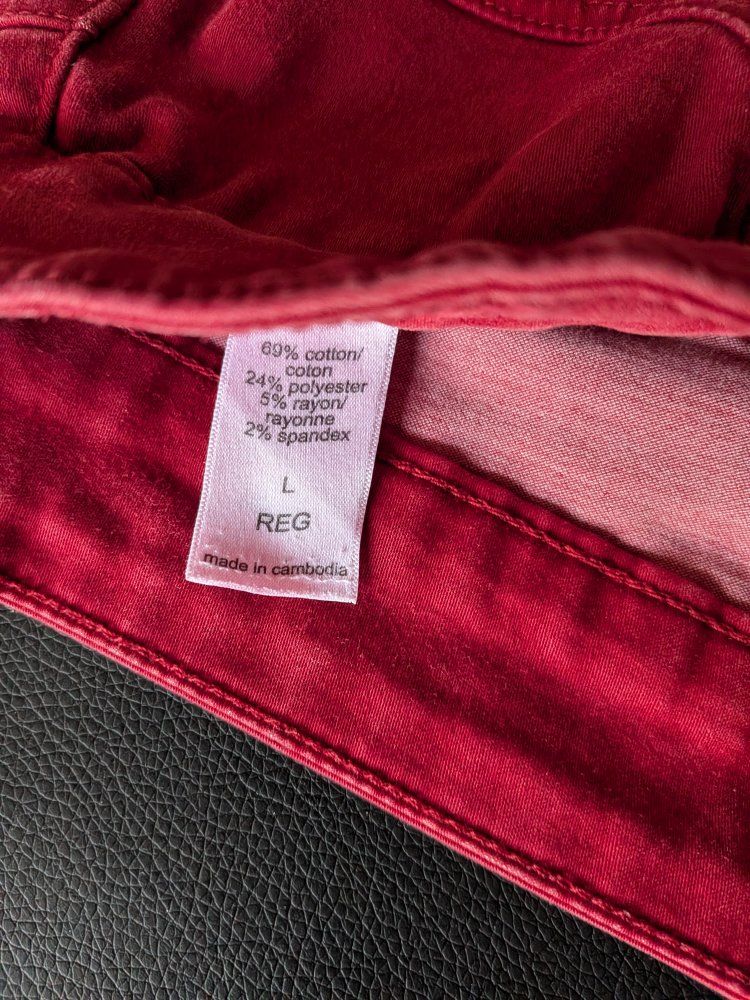 69% cotton/
coton
24% polyester
5% rayon/
rayonne
2% spandex
L
REG
made in cambodia